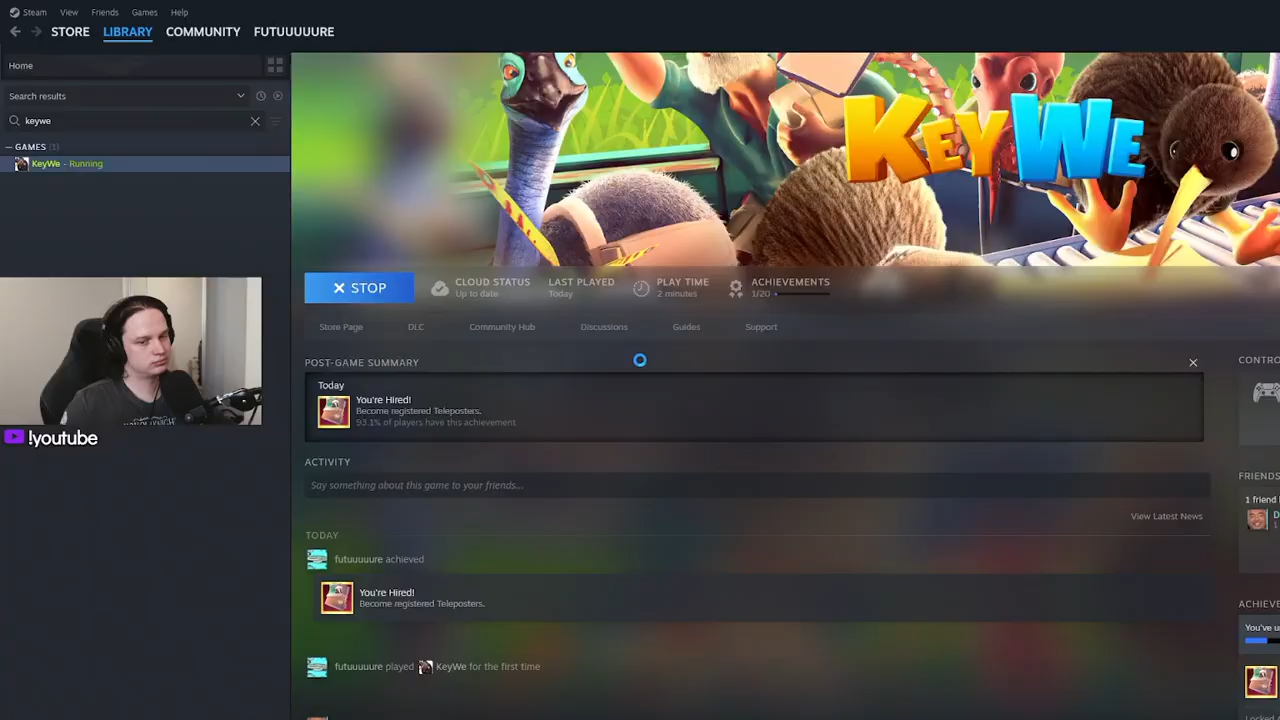 Steam View Friends Games Help
STORE LIBRARY COMMUNITY FUTUUUUURE
Home
Search results
keywe
GAMES (1)
KeyWe - Running
!youtube
KEYWE
STOP
CLOUD STATUS
Up to date
LAST PLAYED
Today
PLAY TIME
2 minutes
ACHIEVEMENTS
1/20
Store Page DLC Community Hub Discussions Guides Support
POST-GAME SUMMARY
Today
You're Hired!
Become registered Teleposters.
93.1% of players have this achievement
ACTIVITY
Say something about this game to your friends...
View Latest News
TODAY
futuuuuure achieved
You're Hired!
Become registered Teleposters.
futuuuuure played KeyWe for the first time
CONTRO
FRIENDS
1 friend
ACHIEVE
You've u